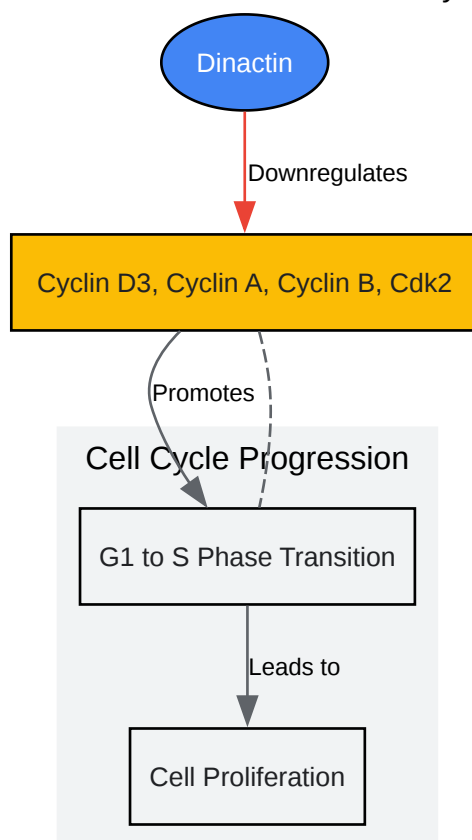 Dinactin
Downregulates
Cyclin D3, Cyclin A, Cyclin B, Cdk2
Promotes
Cell Cycle Progression
G1 to S Phase Transition
Leads to
Cell Proliferation